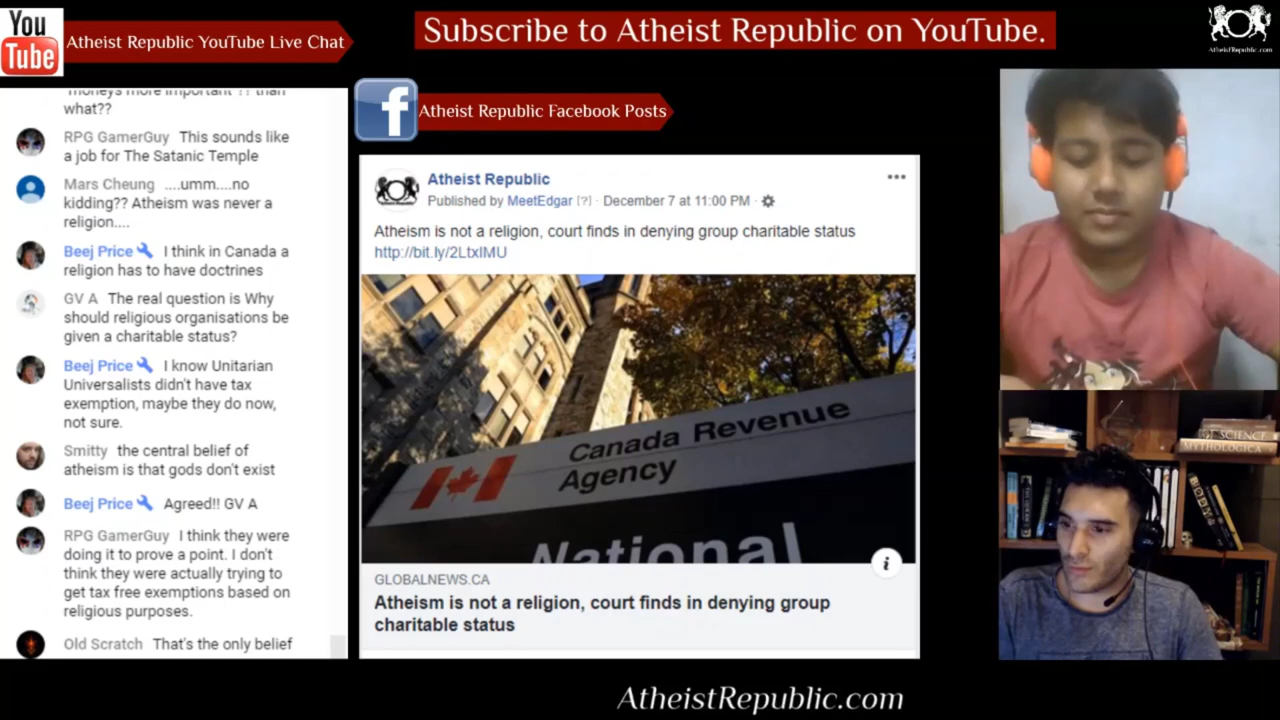 You
Tube
Atheist Republic YouTube Live Chat
Subscribe to Atheist Republic on YouTube.
AtheistRepublic.com
moneys more important ?? than
what??
RPG GamerGuy This sounds like
a job for The Satanic Temple
Mars Cheung ....umm....no
kidding?? Atheism was never a
religion....
Beej Price I think in Canada a
religion has to have doctrines
GV A The real question is Why
should religious organisations be
given a charitable status?
Beej Price I know Unitarian
Universalists didn't have tax
exemption, maybe they do now,
not sure.
Smitty the central belief of
atheism is that gods don't exist
Beej Price Agreed!! GV A
RPG GamerGuy I think they were
doing it to prove a point. I don't
think they were actually trying to
get tax free exemptions based on
religious purposes.
Old Scratch That's the only belief
f
Atheist Republic Facebook Posts
Atheist Republic
Published by MeetEdgar [?] · December 7 at 11:00 PM ·
Atheism is not a religion, court finds in denying group charitable status
http://bit.ly/2LtxIMU
Canada Revenue
Agency
National
i
GLOBALNEWS.CA
Atheism is not a religion, court finds in denying group
charitable status
SCIENCE
MYTHOLOGICA
AtheistRepublic.com